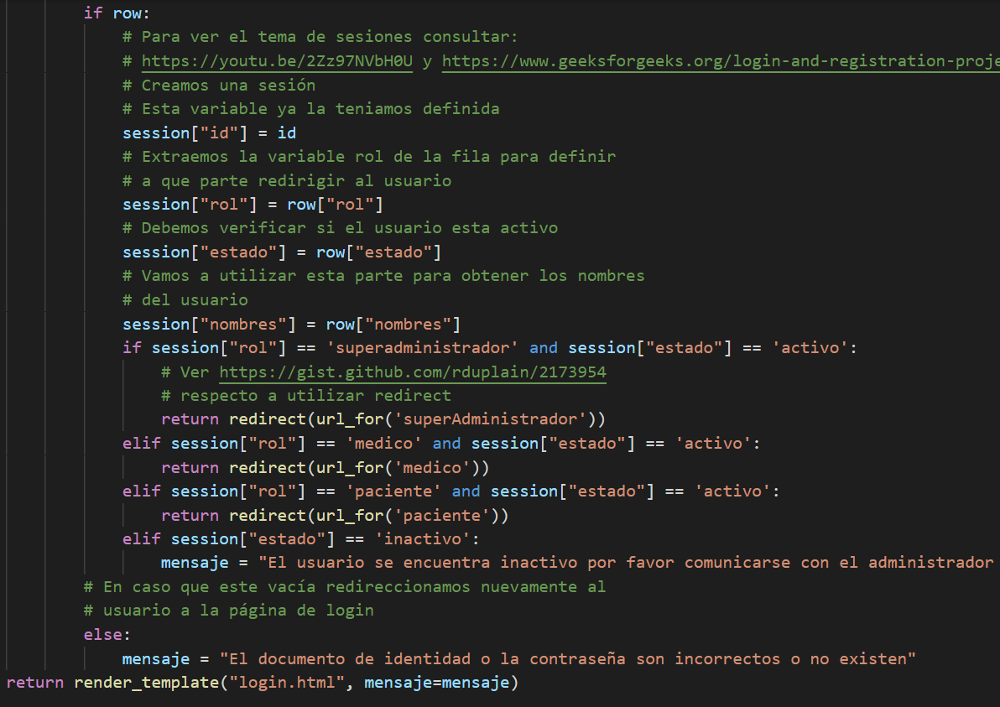 if row:
# Para ver el tema de sesiones consultar:
# https://youtu.be/2Zz97NVbH0U y https://www.geeksforgeeks.org/login-and-registration-proje
# Creamos una sesión
# Esta variable ya la teniamos definida
session["id"] = id
# Extraemos la variable rol de la fila para definir
# a que parte redirigir al usuario
session["rol"] = row["rol"]
# Debemos verificar si el usuario esta activo
session["estado"] = row["estado"]
# Vamos a utilizar esta parte para obtener los nombres
# del usuario
session["nombres"] = row["nombres"]
if session["rol"] == 'superadministrador' and session["estado"] == 'activo':
# Ver https://gist.github.com/rduplain/2173954
# respecto a utilizar redirect
return redirect(url_for('superAdministrador'))
elif session["rol"] == 'medico' and session["estado"] == 'activo':
return redirect(url_for('medico'))
elif session["rol"] == 'paciente' and session["estado"] == 'activo':
return redirect(url_for('paciente'))
elif session["estado"] == 'inactivo':
mensaje = "El usuario se encuentra inactivo por favor comunicarse con el administrador
# En caso que este vacía redireccionamos nuevamente al
# usuario a la página de login
else:
mensaje = "El documento de identidad o la contraseña son incorrectos o no existen"
return render_template("login.html", mensaje=mensaje)